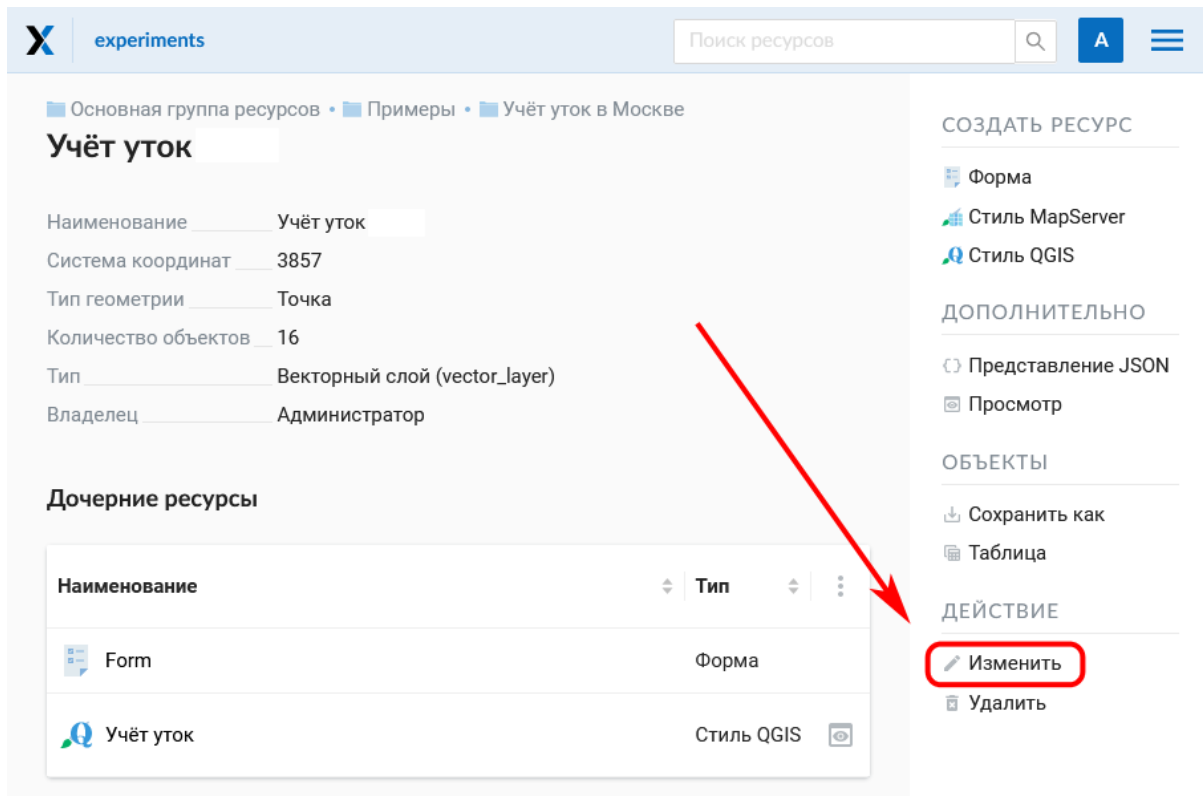 experiments
Поиск ресурсов
A
Основная группа ресурсов • Примеры • Учёт уток в Москве
Учёт уток
Наименование Учёт уток
Система координат 3857
Тип геометрии Точка
Количество объектов 16
Тип Векторный слой (vector_layer)
Владелец Администратор
Дочерние ресурсы
Наименование Тип
Form Форма
Учёт уток Стиль QGIS
СОЗДАТЬ РЕСУРС
Форма
Стиль MapServer
Стиль QGIS
ДОПОЛНИТЕЛЬНО
Представление JSON
Просмотр
ОБЪЕКТЫ
Сохранить как
Таблица
ДЕЙСТВИЕ
Изменить
Удалить